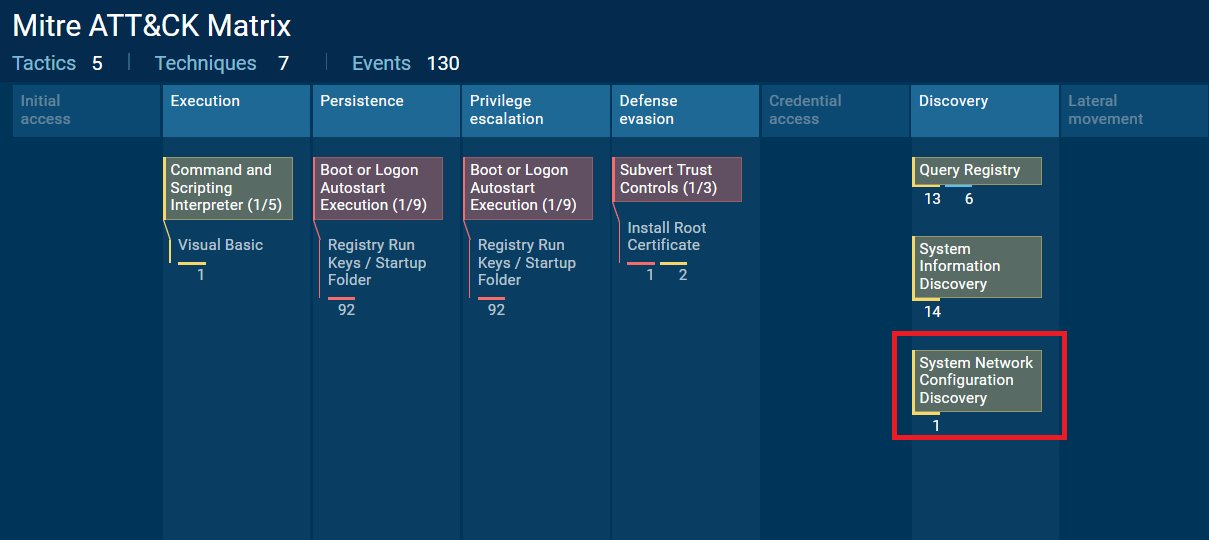 Mitre ATT&CK Matrix
Tactics 5 Techniques 7 Events 130
Initial
access
Execution
Persistence
Privilege
escalation
Defense
evasion
Credential
access
Discovery
Lateral
movement
Command and
Scripting
Interpreter (1/5)
Visual Basic
1
Boot or Logon
Autostart
Execution (1/9)
Registry Run
Keys / Startup
Folder
92
Boot or Logon
Autostart
Execution (1/9)
Registry Run
Keys / Startup
Folder
92
Subvert Trust
Controls (1/3)
Install Root
Certificate
1 2
Query Registry
13 6
System
Information
Discovery
14
System Network
Configuration
Discovery
1